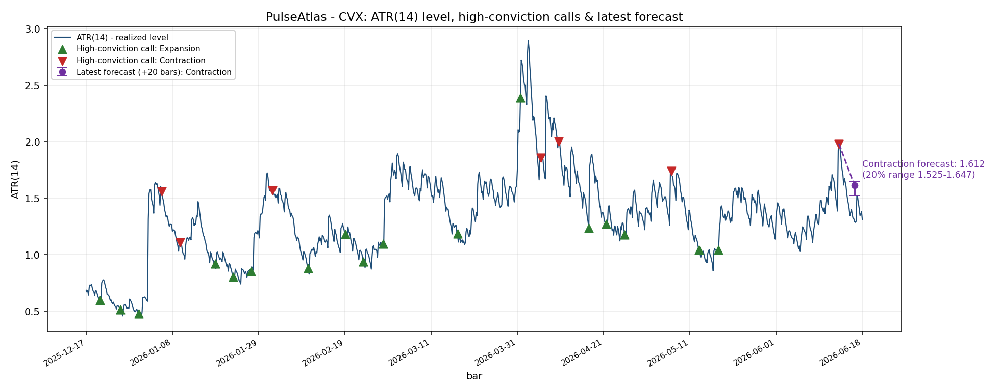 PulseAtlas - CVX: ATR(14) level, high-conviction calls & latest forecast
ATR(14) - realized level
High-conviction call: Expansion
High-conviction call: Contraction
Latest forecast (+20 bars): Contraction
3.0
2.5
2.0
1.5
1.0
0.5
ATR(14)
Contraction forecast: 1.612
(20% range 1.525-1.647)
2025-12-17
2026-01-08
2026-01-29
2026-02-19
2026-03-11
2026-03-31
2026-04-21
2026-05-11
2026-06-01
2026-06-18
bar